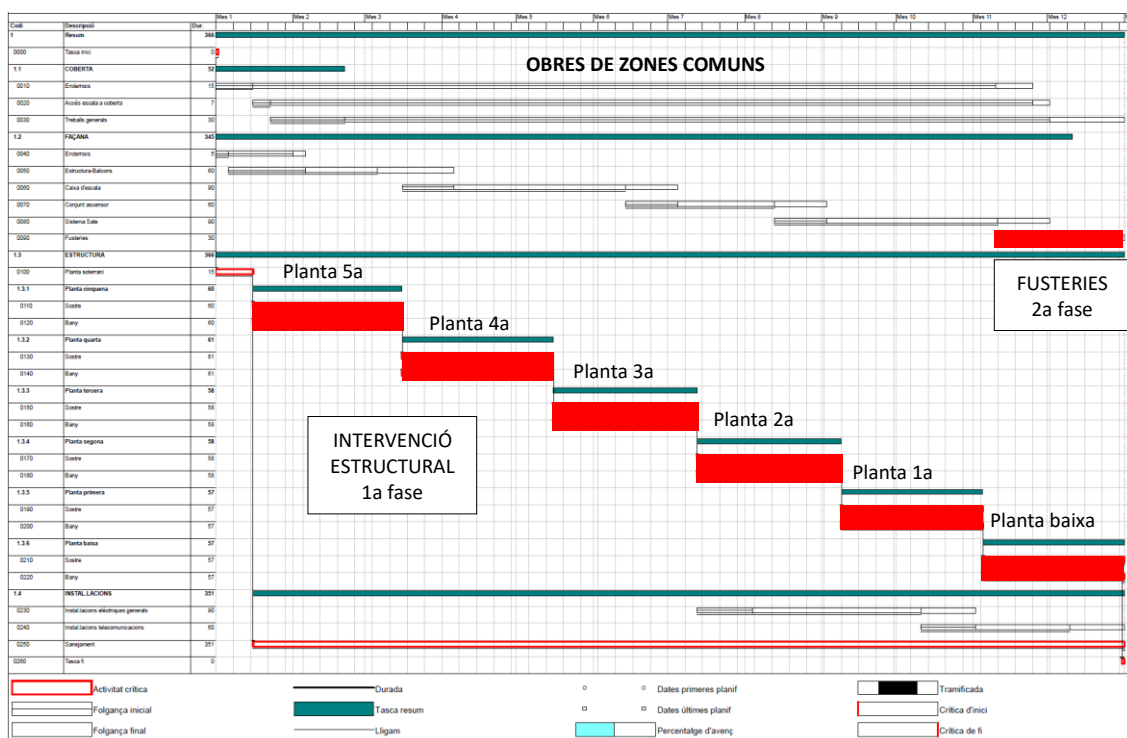 Mes 1 Mes 2 Mes 3 Mes 4 Mes 5 Mes 6 Mes 7 Mes 8 Mes 9 Mes 10 Mes 11 Mes 12
Codi Descripció Dur.
1 Resum 366
0000 Tasca inici 0
1.1 COBERTA 52
OBRES DE ZONES COMUNS
0010 Enderrocs 15
0020 Accés escala a coberta 7
0030 Treballs generals 30
1.2 FAÇANA 345
0040 Enderrocs 5
0050 Estructura-Balcons 60
0060 Caixa d'escala 90
0070 Conjunt ascensor 60
0080 Sistema Sate 90
0090 Fusteries 30
1.3 ESTRUCTURA 366
0100 Planta soterrani 15
Planta 5a
FUSTERIES
2a fase
1.3.1 Planta cinquena 60
0110 Sostre 60
0120 Bany 60
Planta 4a
1.3.2 Planta quarta 61
0130 Sostre 61
0140 Bany 61
Planta 3a
1.3.3 Planta tercera 58
0150 Sostre 58
0160 Bany 58
Planta 2a
1.3.4 Planta segona 58
0170 Sostre 58
0180 Bany 58
INTERVENCIÓ
ESTRUCTURAL
1a fase
Planta 1a
1.3.5 Planta primera 57
0190 Sostre 57
0200 Bany 57
Planta baixa
1.3.6 Planta baixa 57
0210 Sostre 57
0220 Bany 57
1.4 INSTAL.LACIONS 351
0230 Instal.lacions elèctriques generals 90
0240 Instal.lacions telecomunicacions 60
0250 Sanejament 351
0260 Tasca fi 0
Activitat crítica Durada Dates primeres planif Tramificada
Folgança inicial Tasca resum Dates últimes planif Crítica d'inici
Folgança final Lligam Percentatge d'avenç Crítica de fi